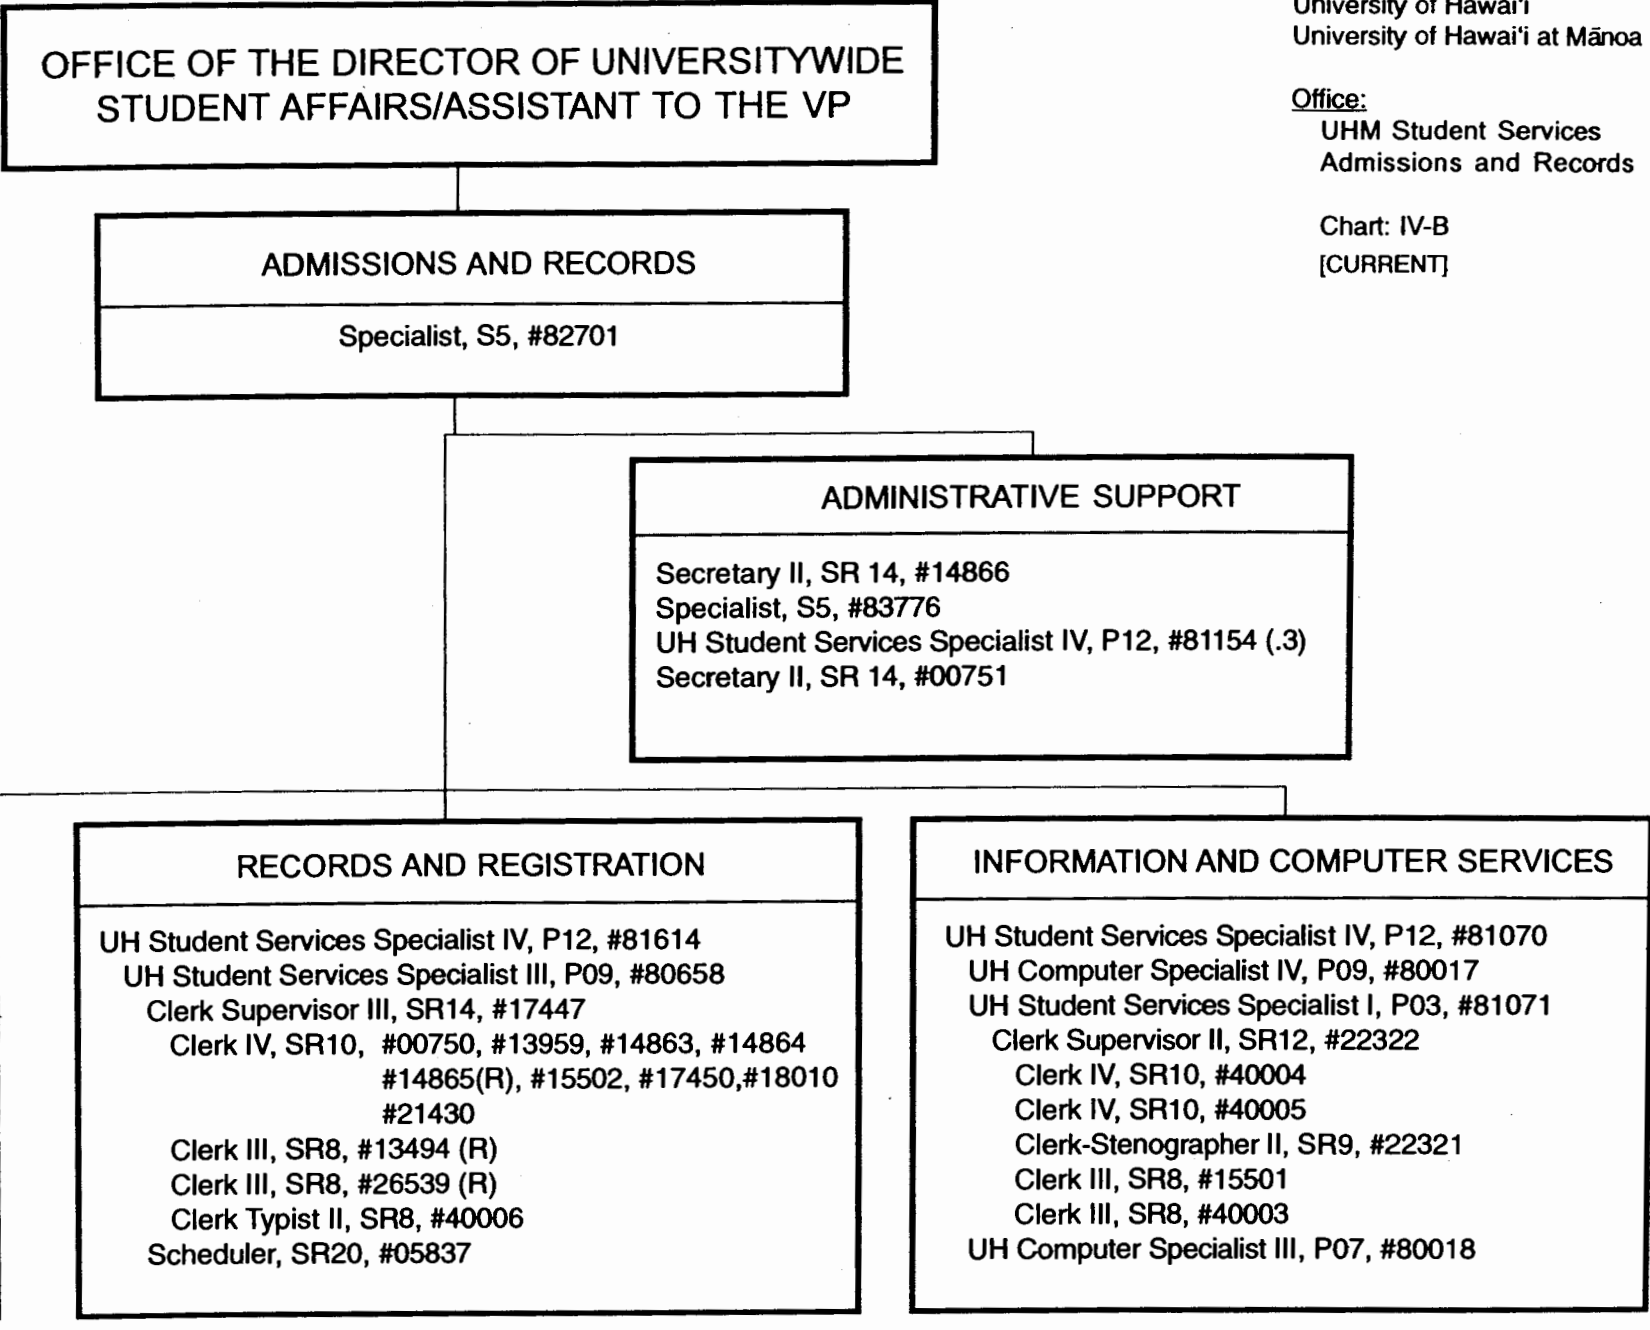 University of Hawai'i
University of Hawai'i at Mānoa
Office:
UHM Student Services
Admissions and Records
Chart: IV-B
[CURRENT]
OFFICE OF THE DIRECTOR OF UNIVERSITYWIDE
STUDENT AFFAIRS/ASSISTANT TO THE VP
ADMISSIONS AND RECORDS
Specialist, S5, #82701
ADMINISTRATIVE SUPPORT
Secretary II, SR 14, #14866
Specialist, S5, #83776
UH Student Services Specialist IV, P12, #81154 (.3)
Secretary II, SR 14, #00751
RECORDS AND REGISTRATION
UH Student Services Specialist IV, P12, #81614
UH Student Services Specialist III, P09, #80658
Clerk Supervisor III, SR14, #17447
Clerk IV, SR10, #00750, #13959, #14863, #14864
#14865(R), #15502, #17450,#18010
#21430
Clerk III, SR8, #13494 (R)
Clerk III, SR8, #26539 (R)
Clerk Typist II, SR8, #40006
Scheduler, SR20, #05837
INFORMATION AND COMPUTER SERVICES
UH Student Services Specialist IV, P12, #81070
UH Computer Specialist IV, P09, #80017
UH Student Services Specialist I, P03, #81071
Clerk Supervisor II, SR12, #22322
Clerk IV, SR10, #40004
Clerk IV, SR10, #40005
Clerk-Stenographer II, SR9, #22321
Clerk III, SR8, #15501
Clerk III, SR8, #40003
UH Computer Specialist III, P07, #80018